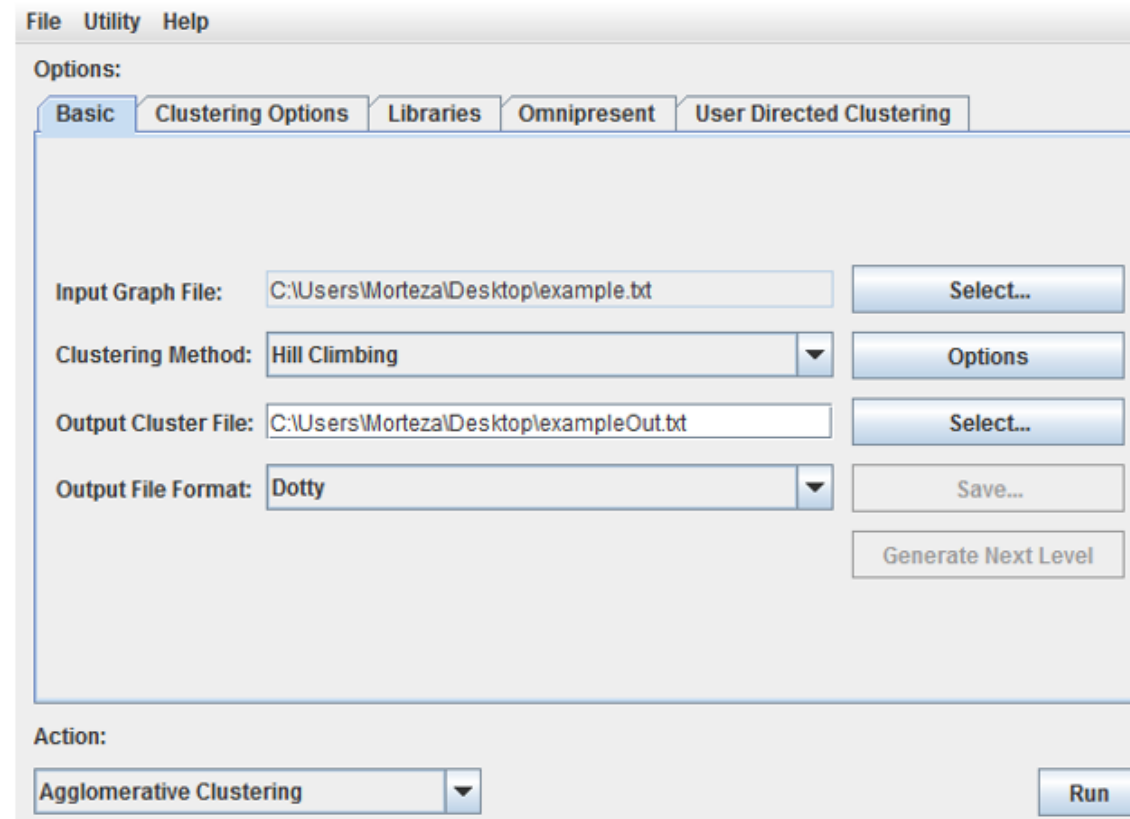 File Utility Help
Options:
Basic Clustering Options Libraries Omnipresent User Directed Clustering
Input Graph File: C:\Users\Morteza\Desktop\example.txt Select...
Clustering Method: Hill Climbing Options
Output Cluster File: C:\Users\Morteza\Desktop\exampleOut.txt Select...
Output File Format: Dotty Save...
Generate Next Level
Action:
Agglomerative Clustering Run